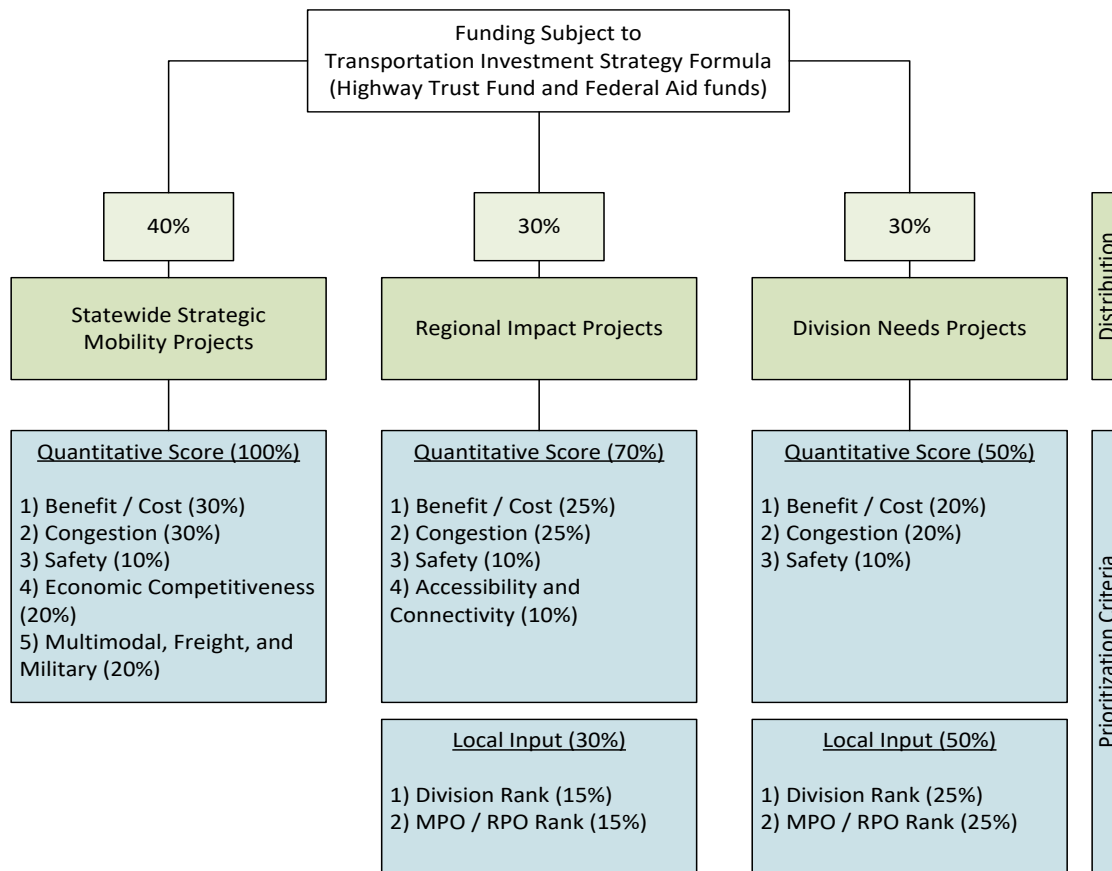 Funding Subject to
Transportation Investment Strategy Formula
(Highway Trust Fund and Federal Aid funds)
40%
30%
30%
Statewide Strategic
Mobility Projects
Regional Impact Projects
Division Needs Projects
Distribution
Quantitative Score (100%)
1) Benefit / Cost (30%)
2) Congestion (30%)
3) Safety (10%)
4) Economic Competitiveness
(20%)
5) Multimodal, Freight, and
Military (20%)
Quantitative Score (70%)
1) Benefit / Cost (25%)
2) Congestion (25%)
3) Safety (10%)
4) Accessibility and
Connectivity (10%)
Quantitative Score (50%)
1) Benefit / Cost (20%)
2) Congestion (20%)
3) Safety (10%)
Prioritization Criteria
Local Input (30%)
1) Division Rank (15%)
2) MPO / RPO Rank (15%)
Local Input (50%)
1) Division Rank (25%)
2) MPO / RPO Rank (25%)